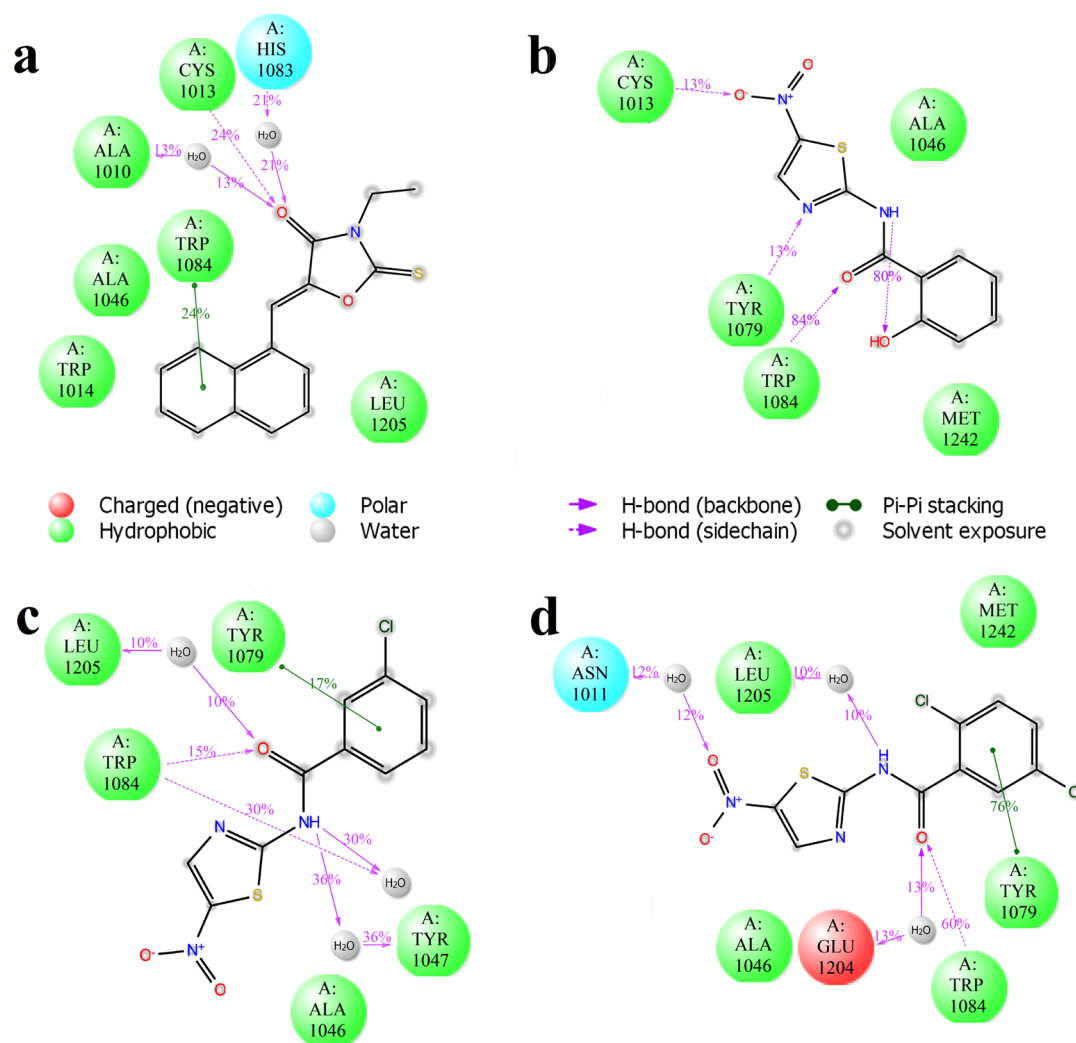 a
A:
CYS
1013
A:
HIS
1083
21%
H₂O
24%
21%
A:
ALA
1010
13%
H₂O
13%
O
N
S
O
A:
TRP
1084
A:
ALA
1046
24%
A:
TRP
1014
A:
LEU
1205
b
A:
CYS
1013
13%
O
O-
N+
A:
ALA
1046
S
N
NH
13%
O
80%
A:
TYR
1079
84%
HO
A:
TRP
1084
A:
MET
1242
Charged (negative)
Hydrophobic
Polar
Water
H-bond (backbone)
H-bond (sidechain)
Pi-Pi stacking
Solvent exposure
c
A:
LEU
1205
10%
H₂O
10%
A:
TYR
1079
17%
Cl
A:
TRP
1084
15%
O
30%
N
NH
30%
H₂O
36%
S
H₂O
36%
A:
TYR
1047
O-
N+
O
A:
ALA
1046
d
A:
MET
1242
A:
ASN
1011
12%
H₂O
12%
A:
LEU
1205
10%
H₂O
10%
Cl
O
S
H
N
N+
O-
N
O
76%
C
13%
60%
A:
TYR
1079
A:
ALA
1046
A:
GLU
1204
13%
H₂O
A:
TRP
1084